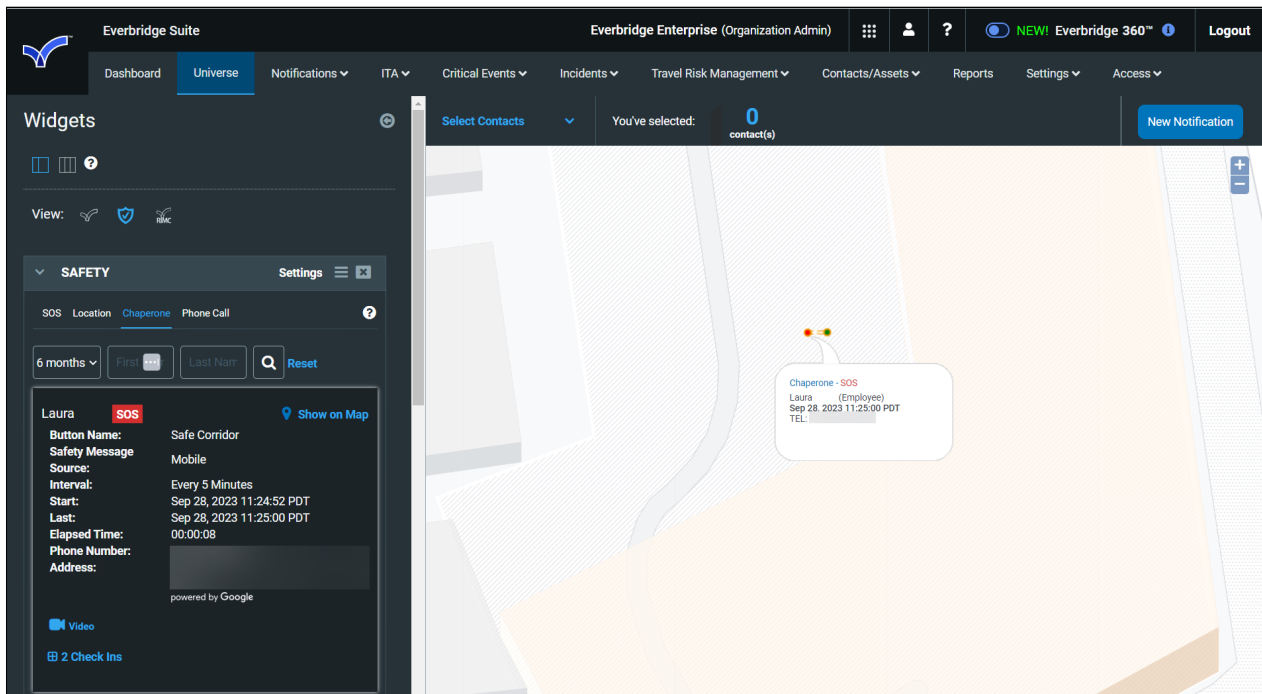 Everbridge Suite
Everbridge Enterprise (Organization Admin)
?
NEW! Everbridge 360™
Logout
Dashboard
Universe
Notifications
ITA
Critical Events
Incidents
Travel Risk Management
Contacts/Assets
Reports
Settings
Access
Widgets
Select Contacts
You've selected:
0
contact(s)
New Notification
+
−
?
View:
RIMC
SAFETY
Settings
SOS
Location
Chaperone
Phone Call
?
6 months
First
Last Nam
Reset
Laura
SOS
Show on Map
Button Name: Safe Corridor
Safety Message
Source: Mobile
Interval: Every 5 Minutes
Start: Sep 28, 2023 11:24:52 PDT
Last: Sep 28, 2023 11:25:00 PDT
Elapsed Time: 00:00:08
Phone Number:
Address:
powered by Google
Video
2 Check Ins
Chaperone - SOS
Laura (Employee)
Sep 28, 2023 11:25:00 PDT
TEL: